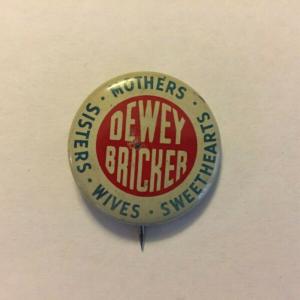 MOTHERS · SWEETHEARTS · WIVES · SISTERS ·
DEWEY
BRICKER